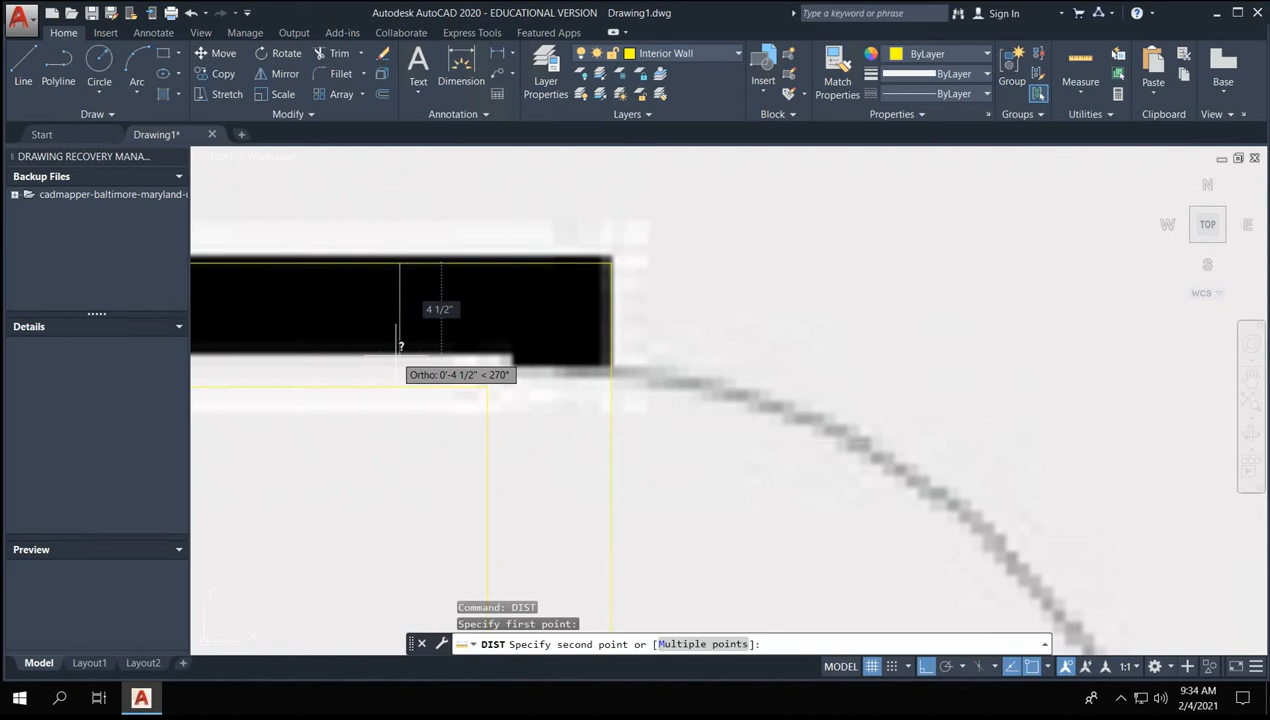 Autodesk AutoCAD 2020 - EDUCATIONAL VERSION Drawing1.dwg
Type a keyword or phrase
Sign In
Home Insert Annotate View Manage Output Add-ins Collaborate Express Tools Featured Apps
Line Polyline Circle Arc
Move Rotate Trim
Copy Mirror Fillet
Stretch Scale Array
Text Dimension
Layer Properties
Interior Wall
Insert
Match Properties
ByLayer
ByLayer
ByLayer
Group Measure Paste Base
Draw Modify Annotation Layers Block Properties Groups Utilities Clipboard View
Start Drawing1*
DRAWING RECOVERY MANA...
Backup Files
cadmapper-baltimore-maryland-u
Details
Preview
N
W TOP E
S
WCS
4 1/2"
?
Ortho: 0'-4 1/2" < 270°
Y
X
Command: DIST
Specify first point:
DIST Specify second point or [Multiple points]:
Model Layout1 Layout2
MODEL 1:1
9:34 AM
2/4/2021